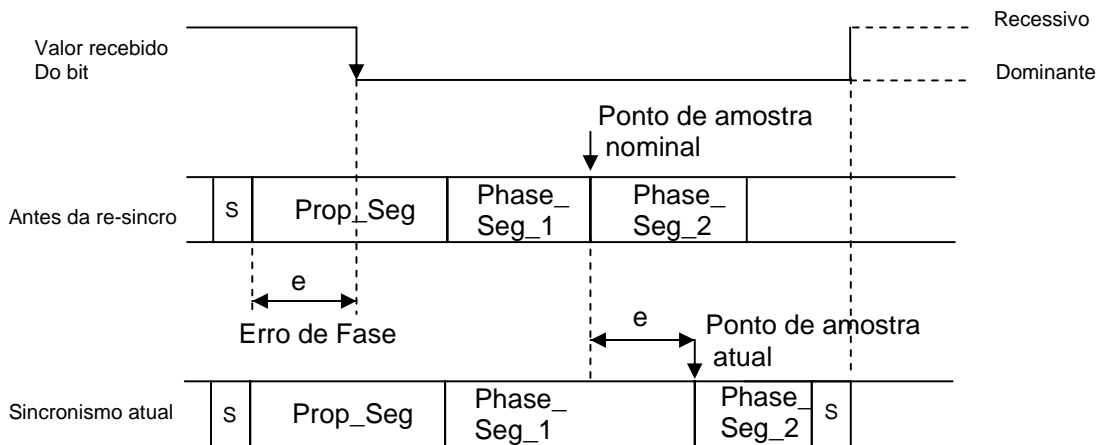 Recessivo
Valor recebido
Do bit
Dominante
Ponto de amostra
nominal
Antes da re-sincro
S
Prop_Seg
Phase_
Seg_1
Phase_
Seg_2
e
Erro de Fase
e
Ponto de amostra
atual
Sincronismo atual
S
Prop_Seg
Phase_
Seg_1
Phase_
Seg_2
S